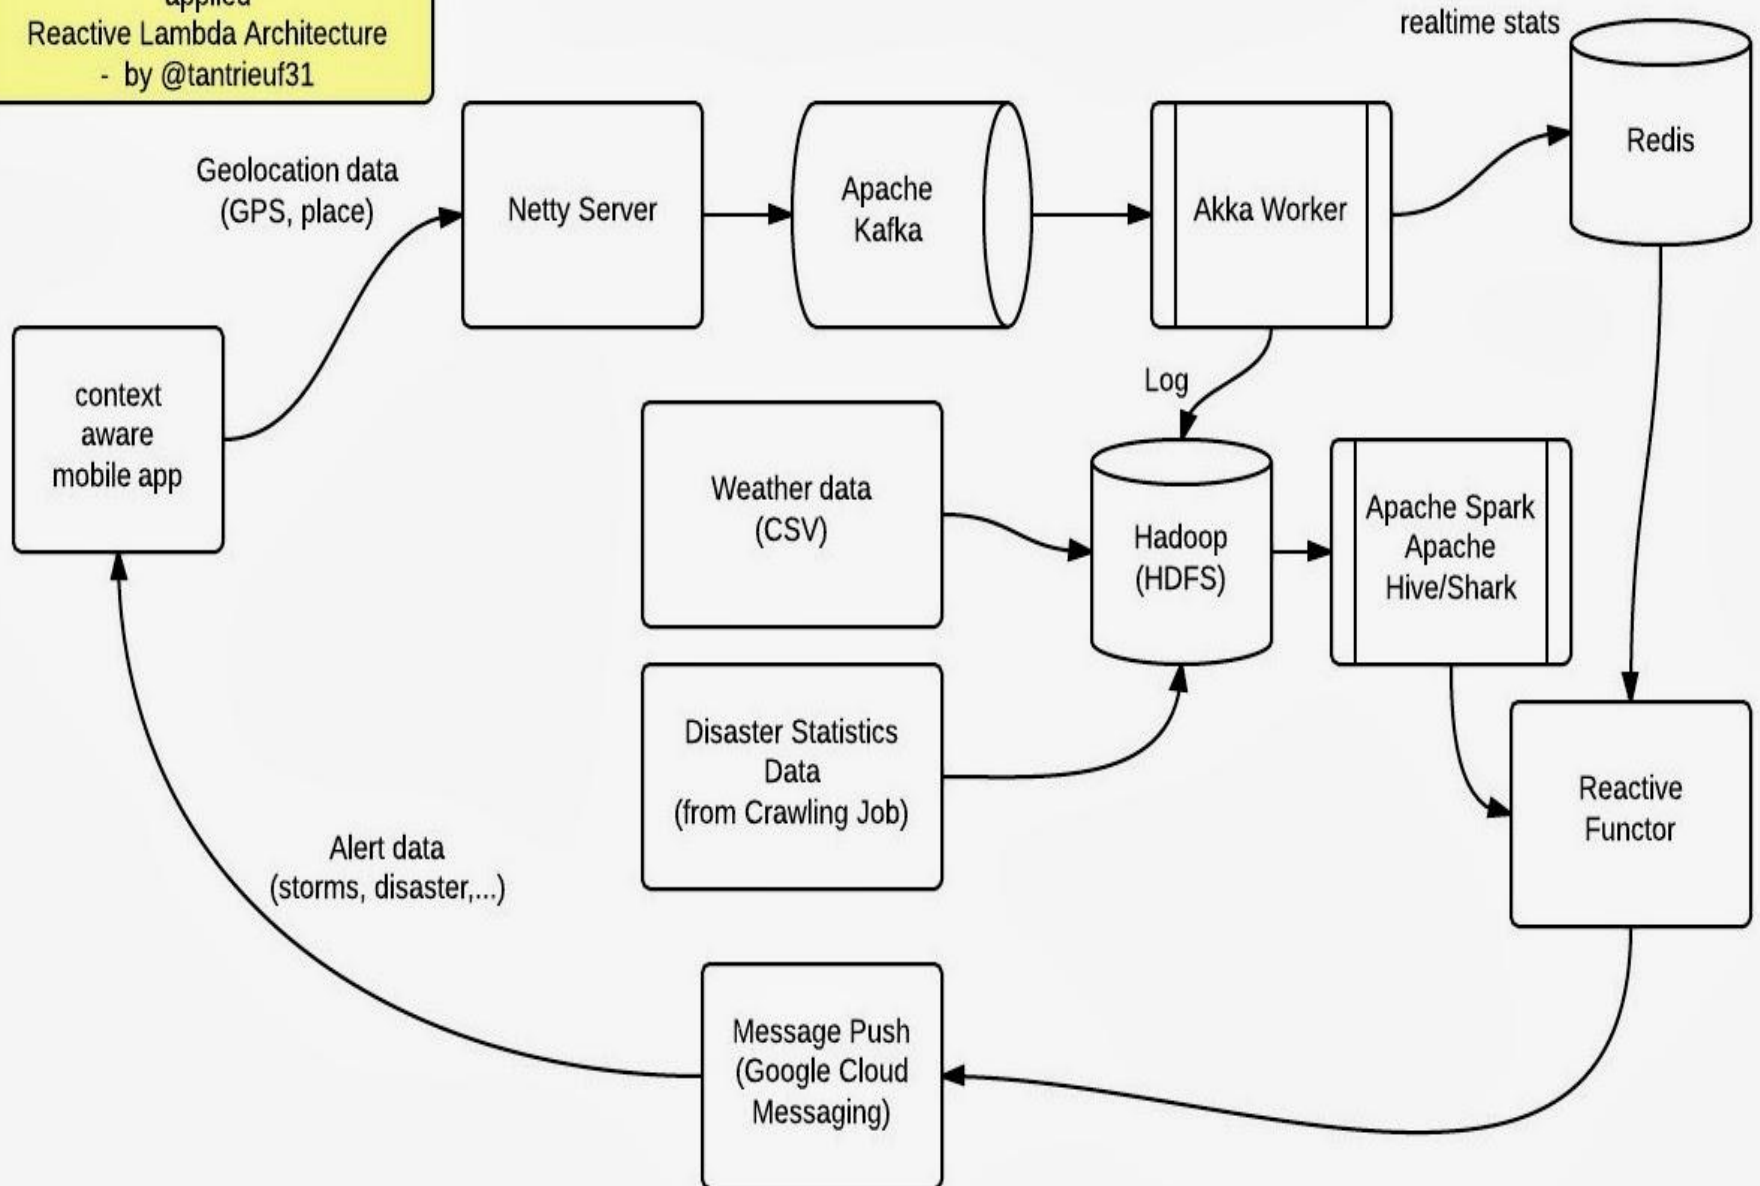 applied
Reactive Lambda Architecture
- by @tantrieuf31
realtime stats
Redis
Geolocation data
(GPS, place)
Netty Server
Apache
Kafka
Akka Worker
context
aware
mobile app
Log
Weather data
(CSV)
Hadoop
(HDFS)
Apache Spark
Apache
Hive/Shark
Disaster Statistics
Data
(from Crawling Job)
Reactive
Functor
Alert data
(storms, disaster,...)
Message Push
(Google Cloud
Messaging)